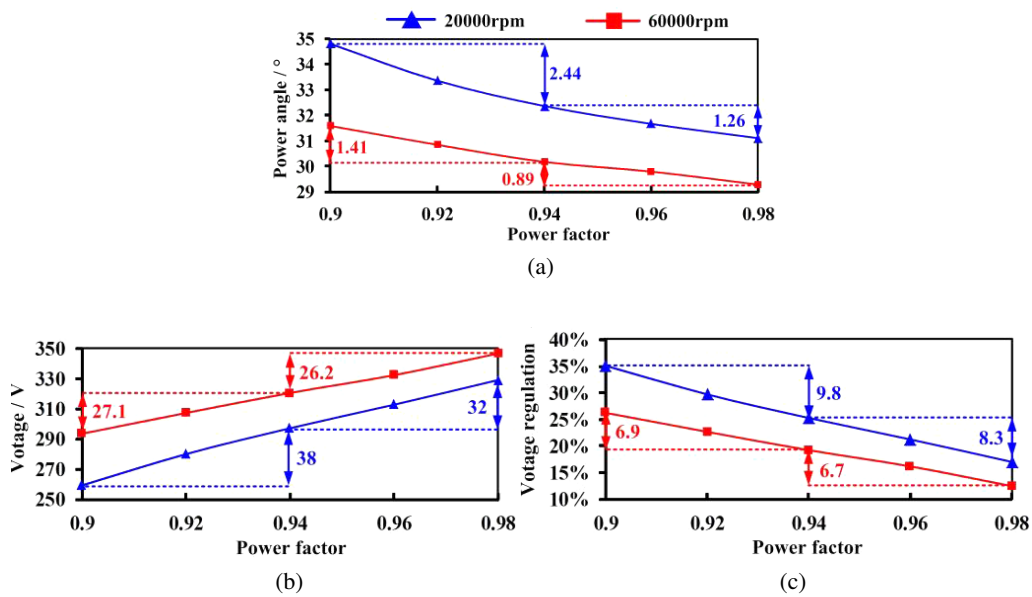 20000rpm 60000rpm
Power angle / °
35
34
33
32
31
30
29
2.44
1.26
1.41
0.89
0.9 0.92 0.94 0.96 0.98
Power factor
(a)
Votage / V
350
330
310
290
270
250
27.1
26.2
38
32
0.9 0.92 0.94 0.96 0.98
Power factor
(b)
Votage regulation
40%
35%
30%
25%
20%
15%
10%
9.8
8.3
6.9
6.7
0.9 0.92 0.94 0.96 0.98
Power factor
(c)